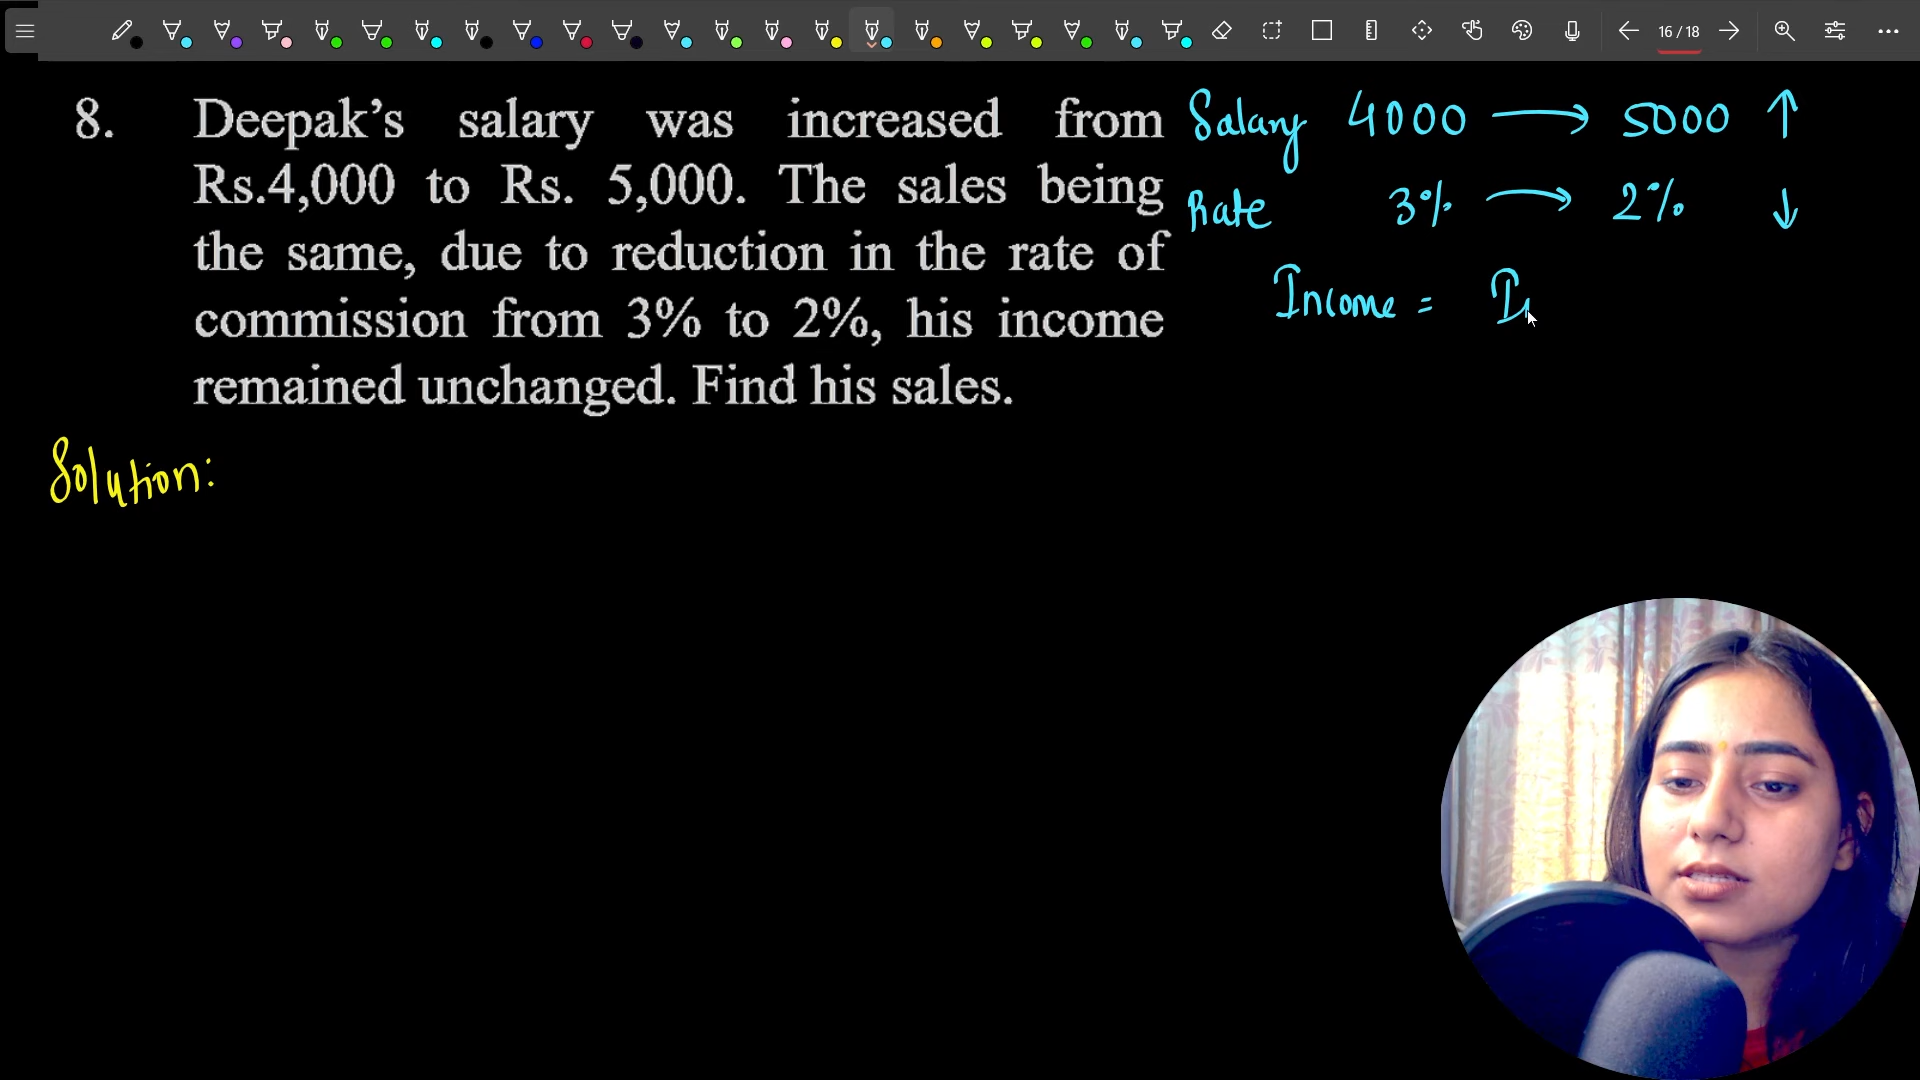 16 / 18
8. Deepak's salary was increased from
Rs.4,000 to Rs. 5,000. The sales being
the same, due to reduction in the rate of
commission from 3% to 2%, his income
remained unchanged. Find his sales.
Salary 4000 → 5000 ↑
Rate 3% → 2% ↓
Income = I
Solution: